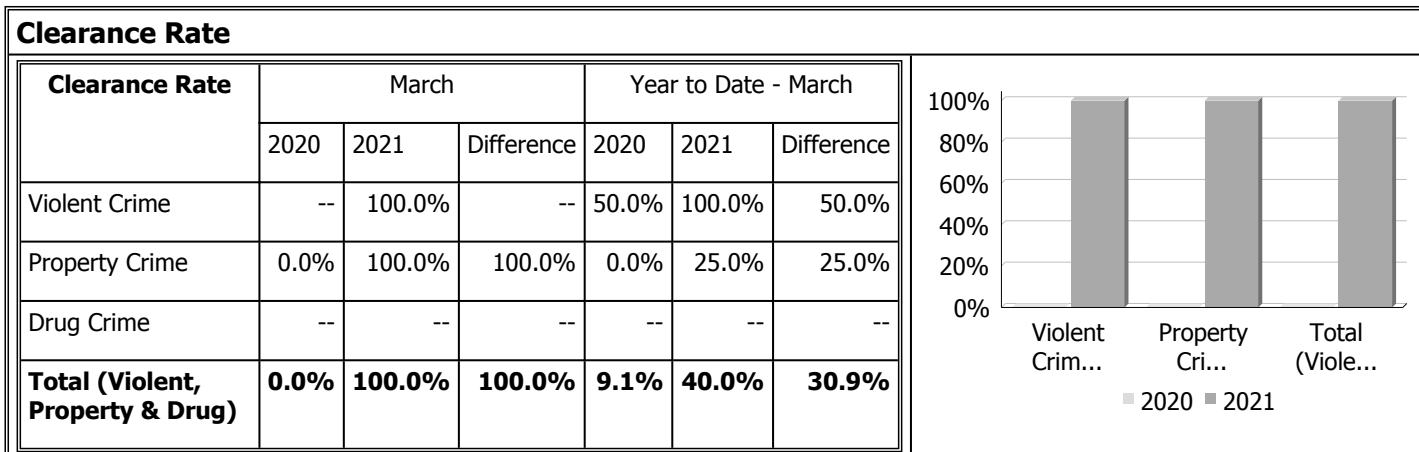 Clearance Rate
Clearance Rate March Year to Date - March
2020 2021 Difference 2020 2021 Difference
Violent Crime -- 100.0% -- 50.0% 100.0% 50.0%
Property Crime 0.0% 100.0% 100.0% 0.0% 25.0% 25.0%
Drug Crime -- -- -- -- -- --
Total (Violent, 0.0% 100.0% 100.0% 9.1% 40.0% 30.9%
Property & Drug)
100%
80%
60%
40%
20%
0%
Violent Property Total
Crim... Cri... (Viole...
2020 2021